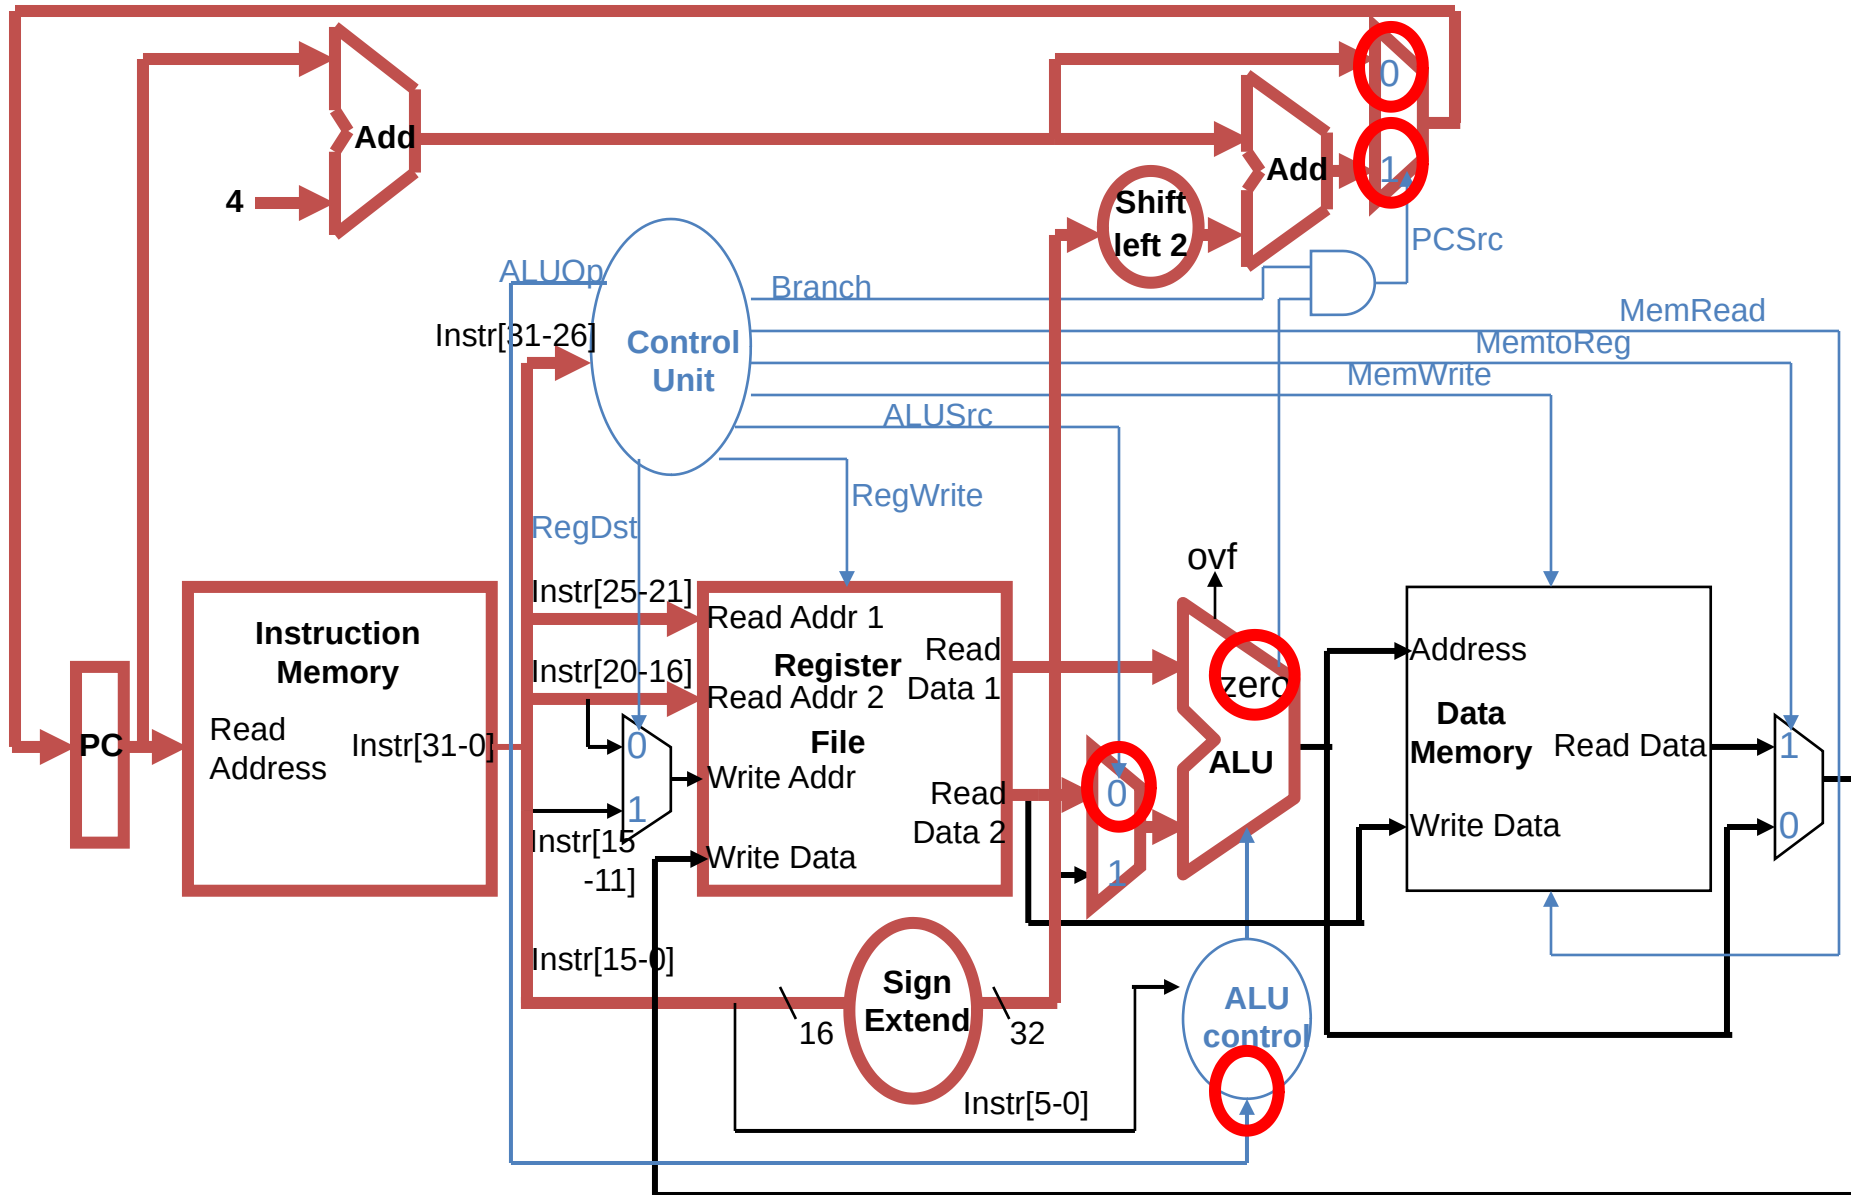 0
Add
1
Add
4
Shift
left 2
PCSrc
ALUOp
Branch
MemRead
Instr[31-26]
Control
Unit
MemtoReg
MemWrite
ALUSrc
RegWrite
RegDst
ovf
Instr[25-21]
Read Addr 1
Instruction
Memory
Read
Data 1
Address
Register
Instr[20-16]
Read Addr 2
zero
Data
Memory
Read
Address
Instr[31-0]
PC
0
File
Write Addr
ALU
Read Data
1
0
Read
Data 2
1
Write Data
0
Instr[15
-11]
Write Data
1
Instr[15-0]
Sign
Extend
16
32
ALU
control
Instr[5-0]